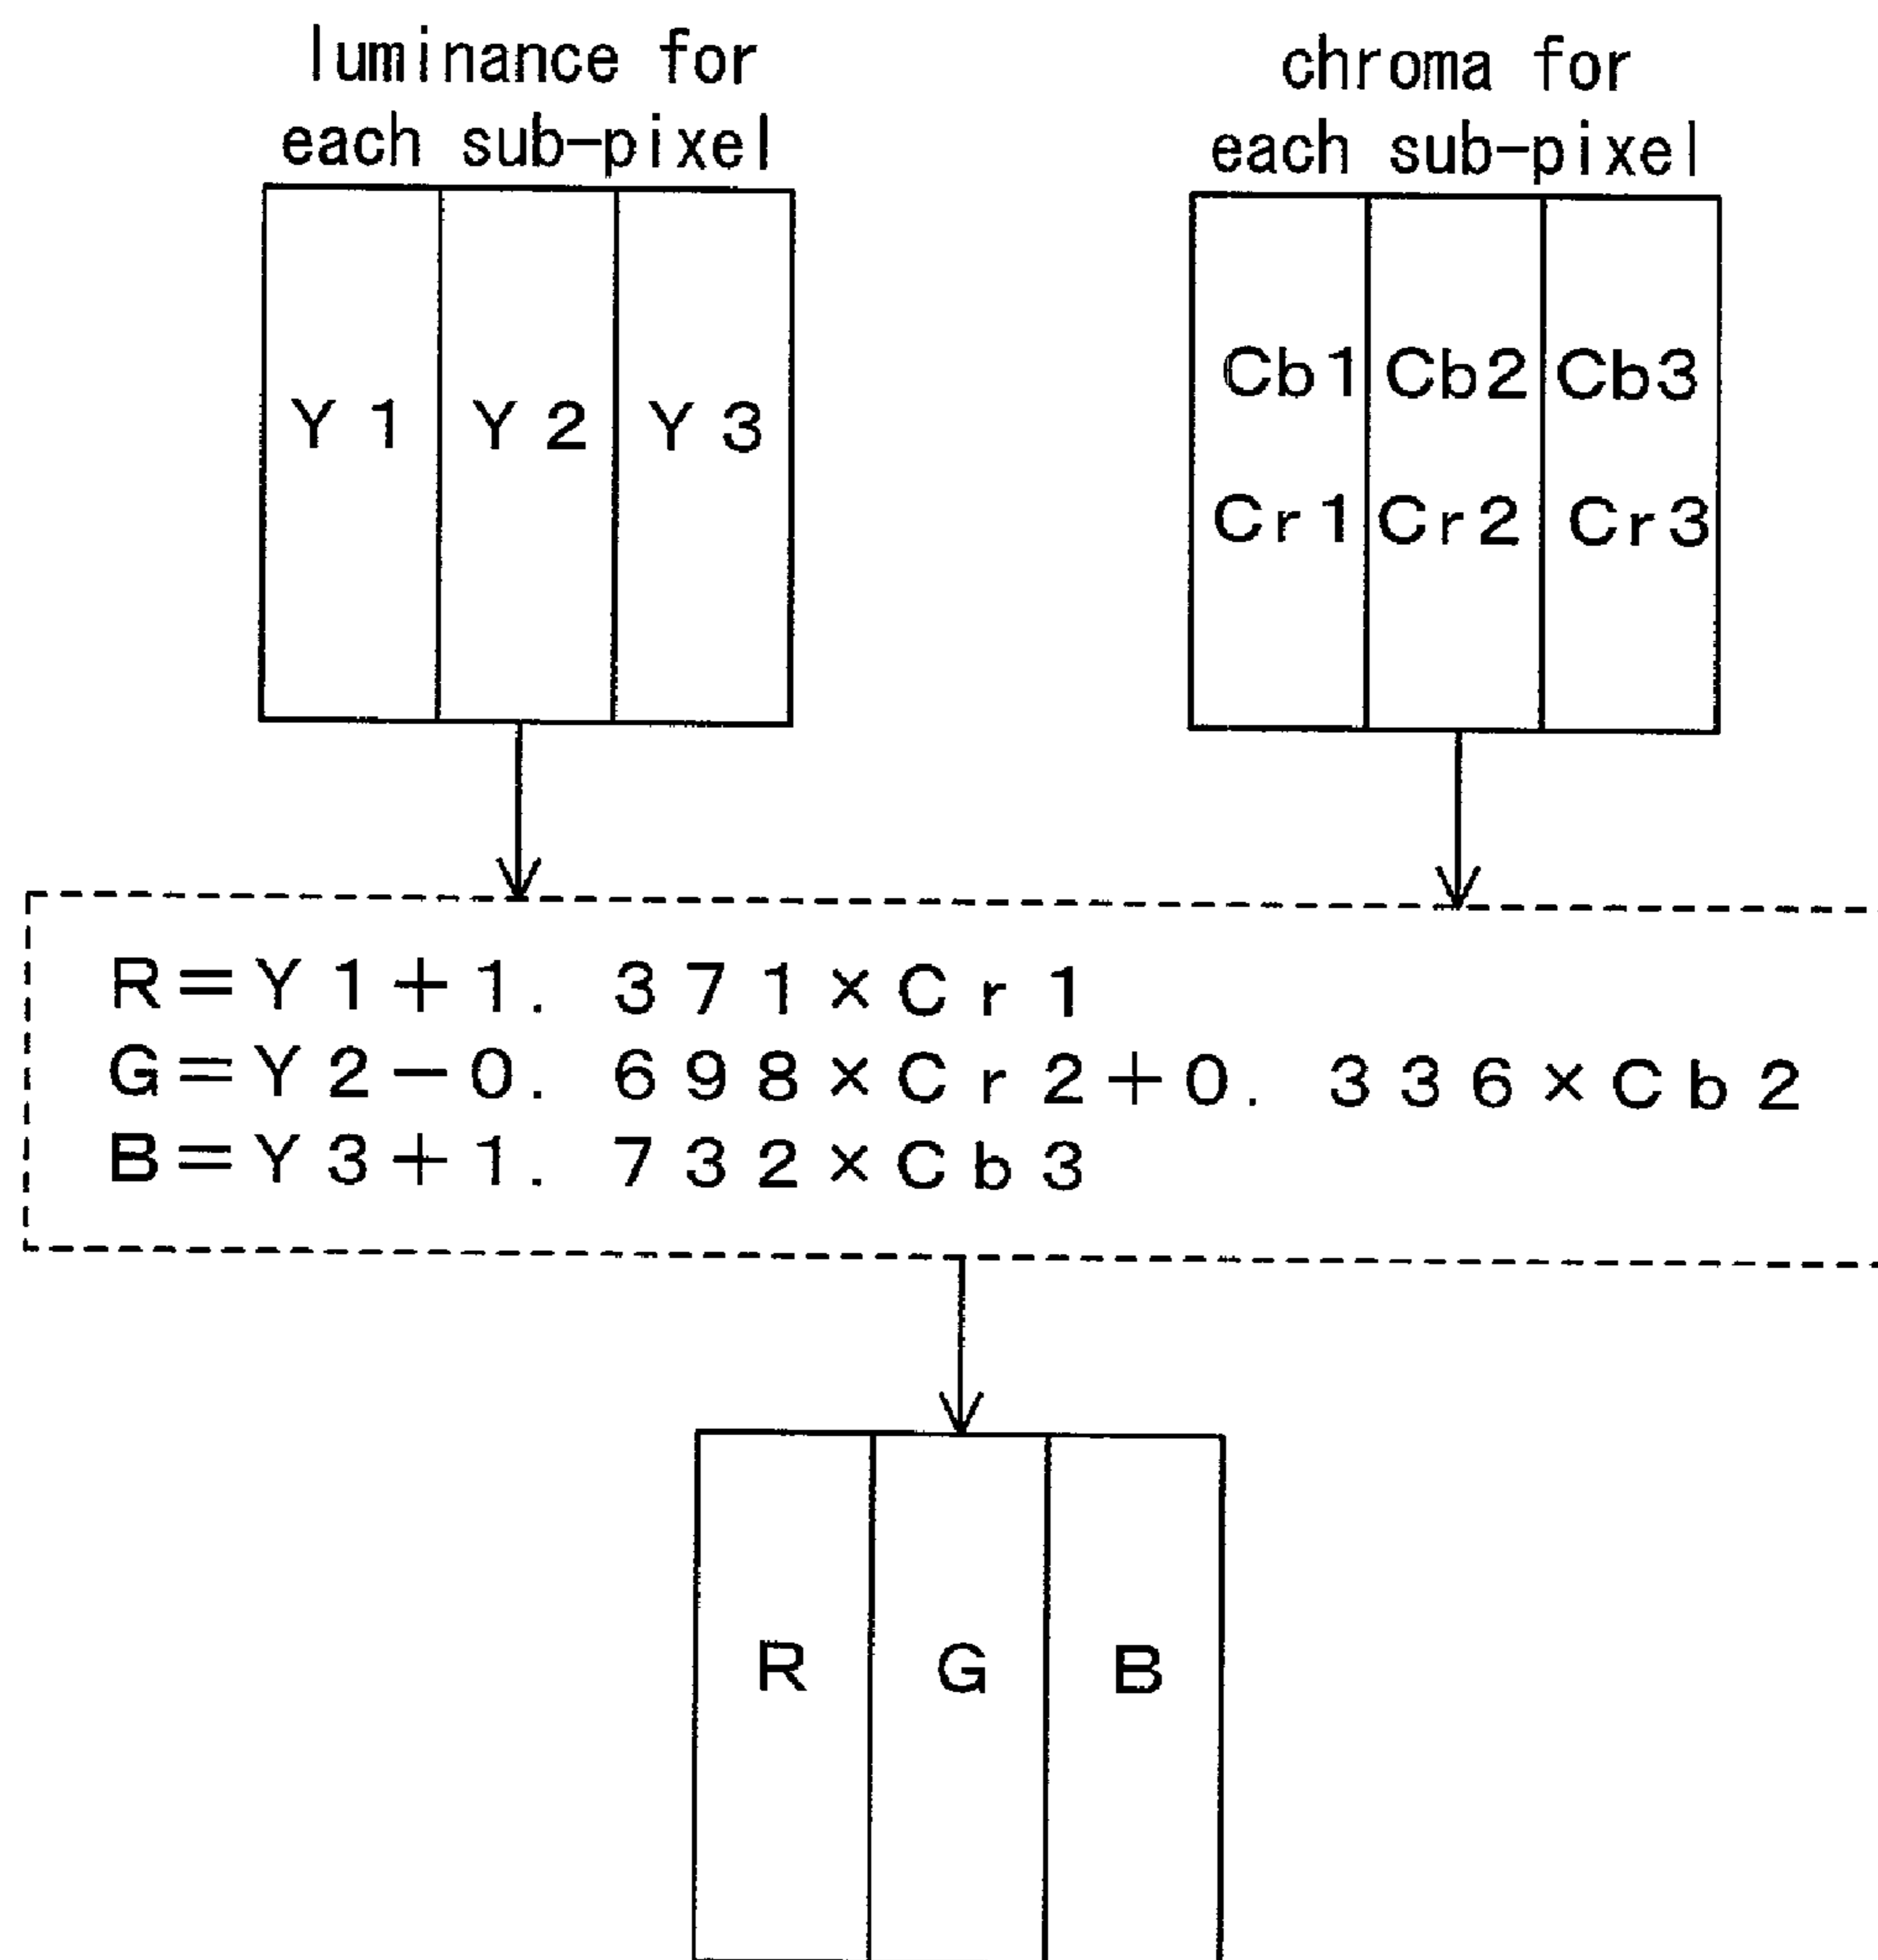 luminance for
each sub-pixel
chroma for
each sub-pixel
Y1 Y2 Y3
Cb1 Cb2 Cb3
Cr1 Cr2 Cr3
R=Y1+1.371×Cr1
G=Y2-0.698×Cr2+0.336×Cb2
B=Y3+1.732×Cb3
R G B